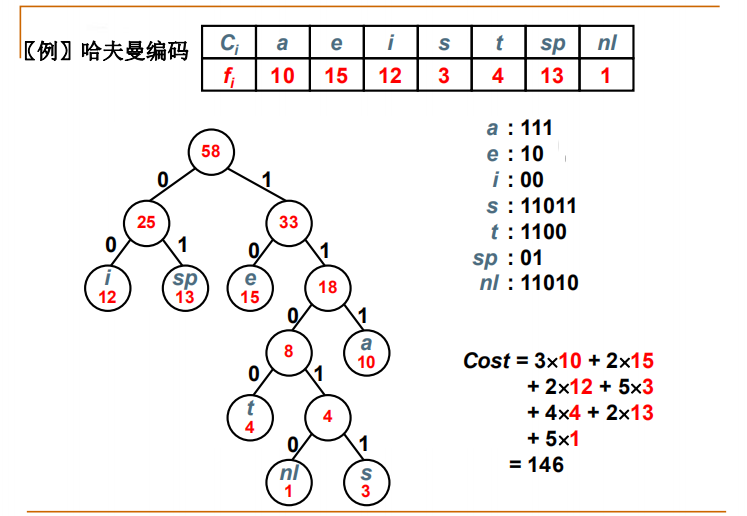 〖例〗哈夫曼编码
Ci a e i s t sp nl
fi 10 15 12 3 4 13 1
58
0 1
25 33
0 1 0 1
i 12 sp 13 e 15 18
0 1
8 a 10
0 1
t 4 4
0 1
nl 1 s 3
a : 111
e : 10
i : 00
s : 11011
t : 1100
sp : 01
nl : 11010
Cost = 3×10 + 2×15
+ 2×12 + 5×3
+ 4×4 + 2×13
+ 5×1
= 146